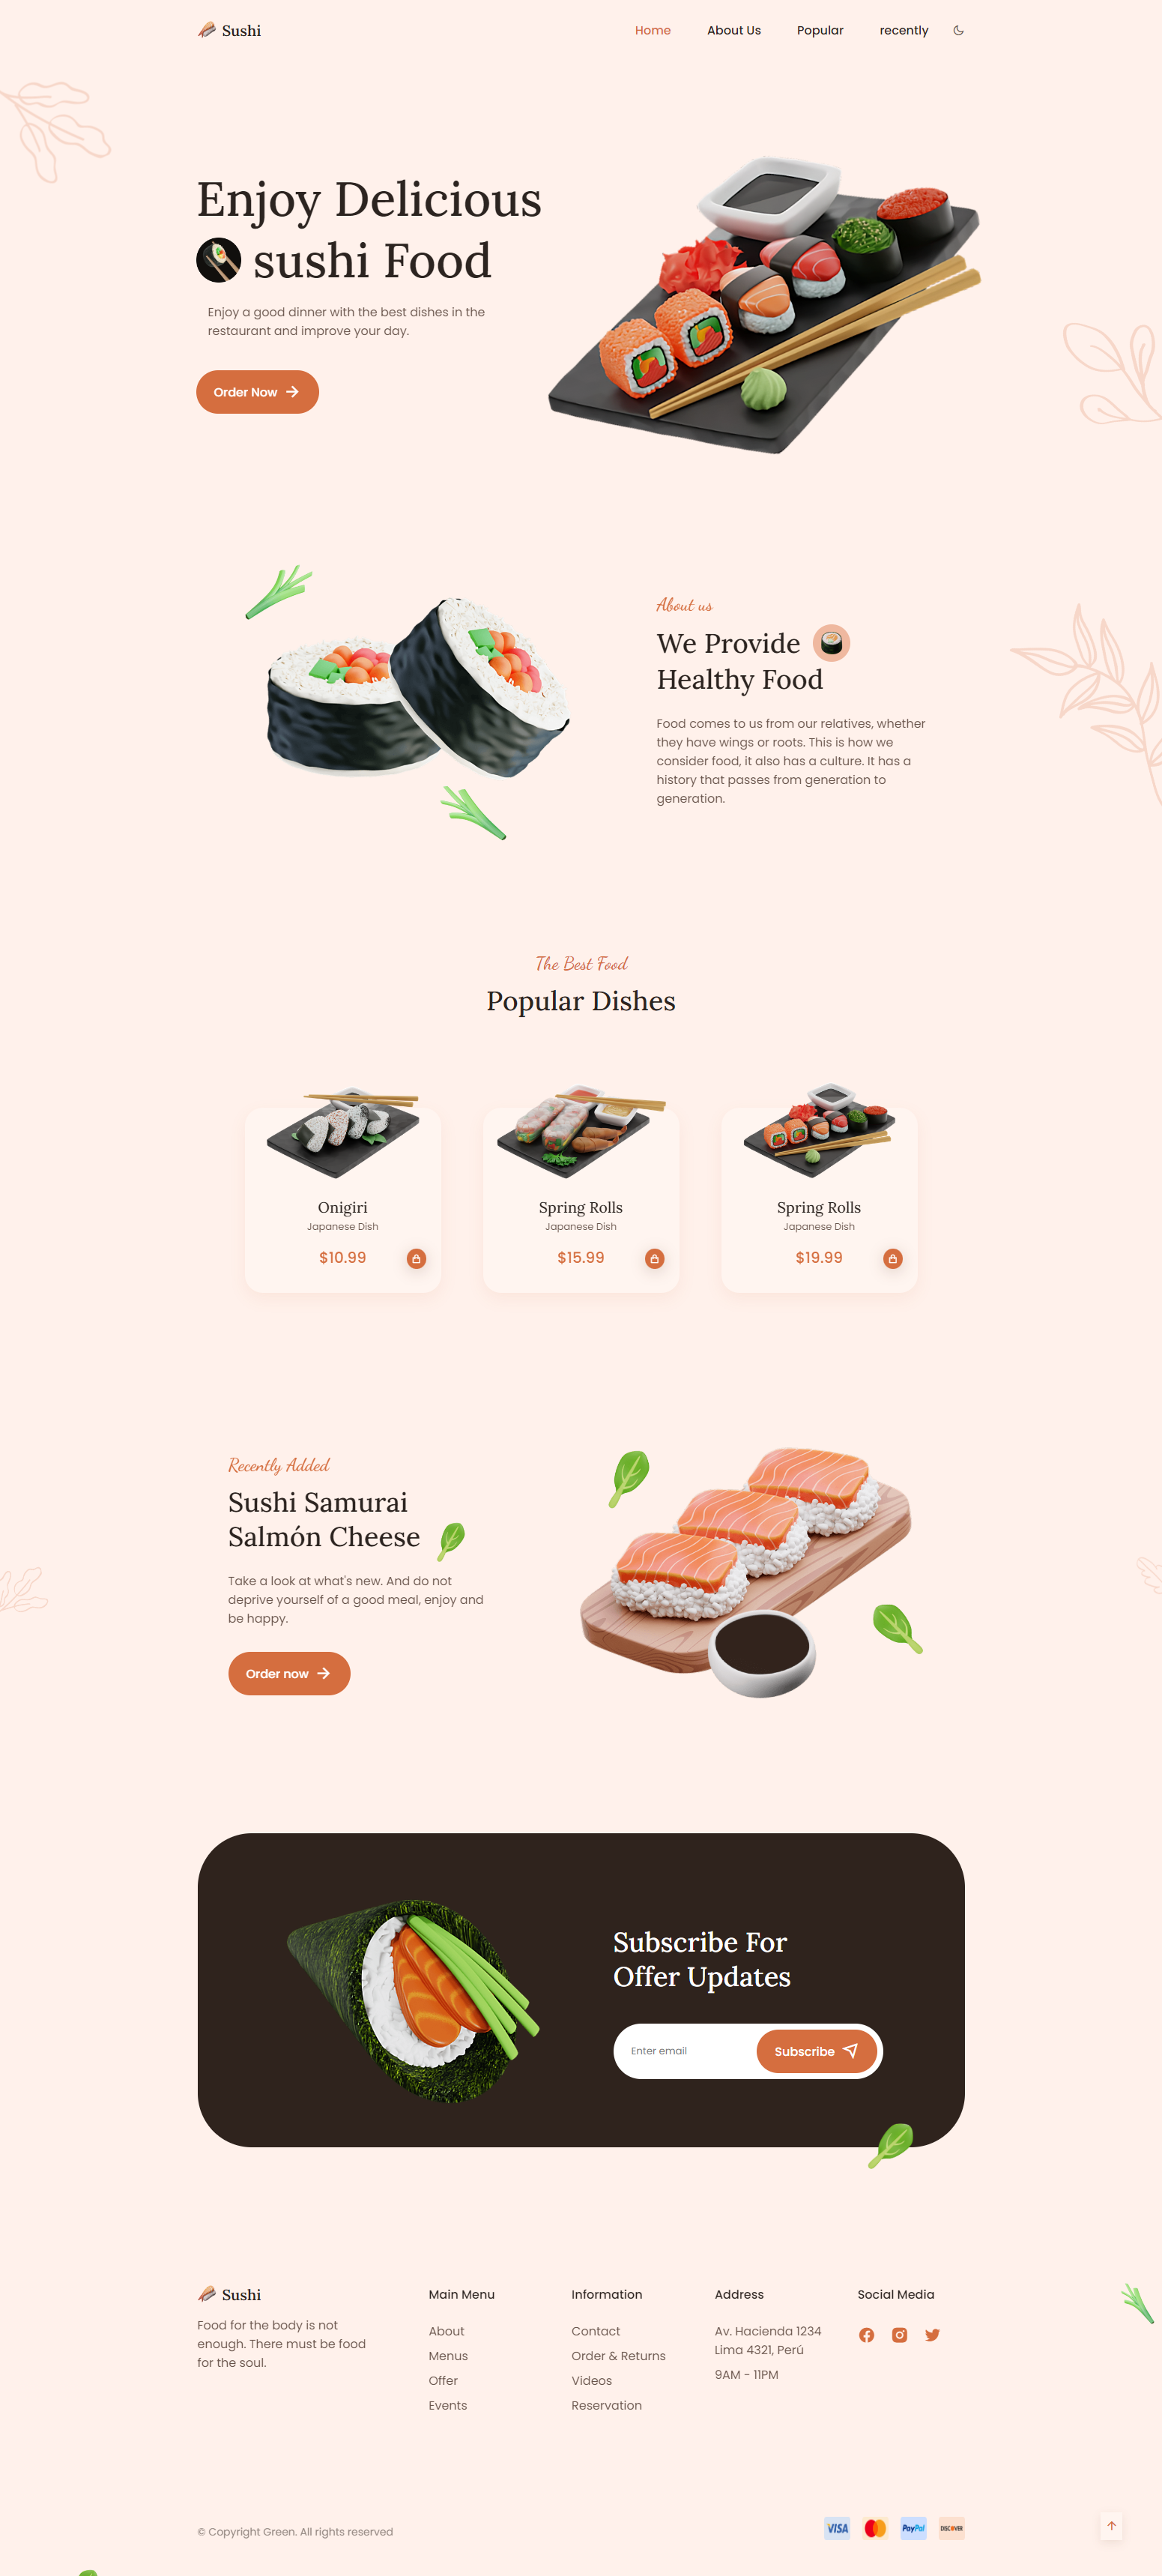 Sushi
Home
About Us
Popular
recently
Enjoy Delicious
sushi Food
Enjoy a good dinner with the best dishes in the
restaurant and improve your day.
Order Now
About us
We Provide
Healthy Food
Food comes to us from our relatives, whether
they have wings or roots. This is how we
consider food, it also has a culture. It has a
history that passes from generation to
generation.
The Best Food
Popular Dishes
Onigiri
Japanese Dish
$10.99
Spring Rolls
Japanese Dish
$15.99
Spring Rolls
Japanese Dish
$19.99
Recently Added
Sushi Samurai
Salmón Cheese
Take a look at what's new. And do not
deprive yourself of a good meal, enjoy and
be happy.
Order now
Subscribe For
Offer Updates
Enter email
Subscribe
Sushi
Food for the body is not
enough. There must be food
for the soul.
Main Menu
About
Menus
Offer
Events
Information
Contact
Order & Returns
Videos
Reservation
Address
Av. Hacienda 1234
Lima 4321, Perú
9AM - 11PM
Social Media
© Copyright Green. All rights reserved
VISA
PayPal
DISCOVER